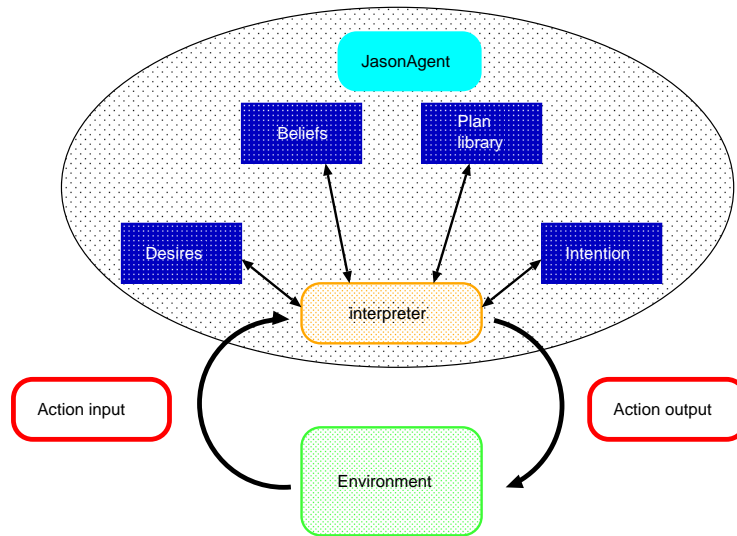 JasonAgent
Beliefs
Plan
library
Desires
Intention
interpreter
Action input
Action output
Environment